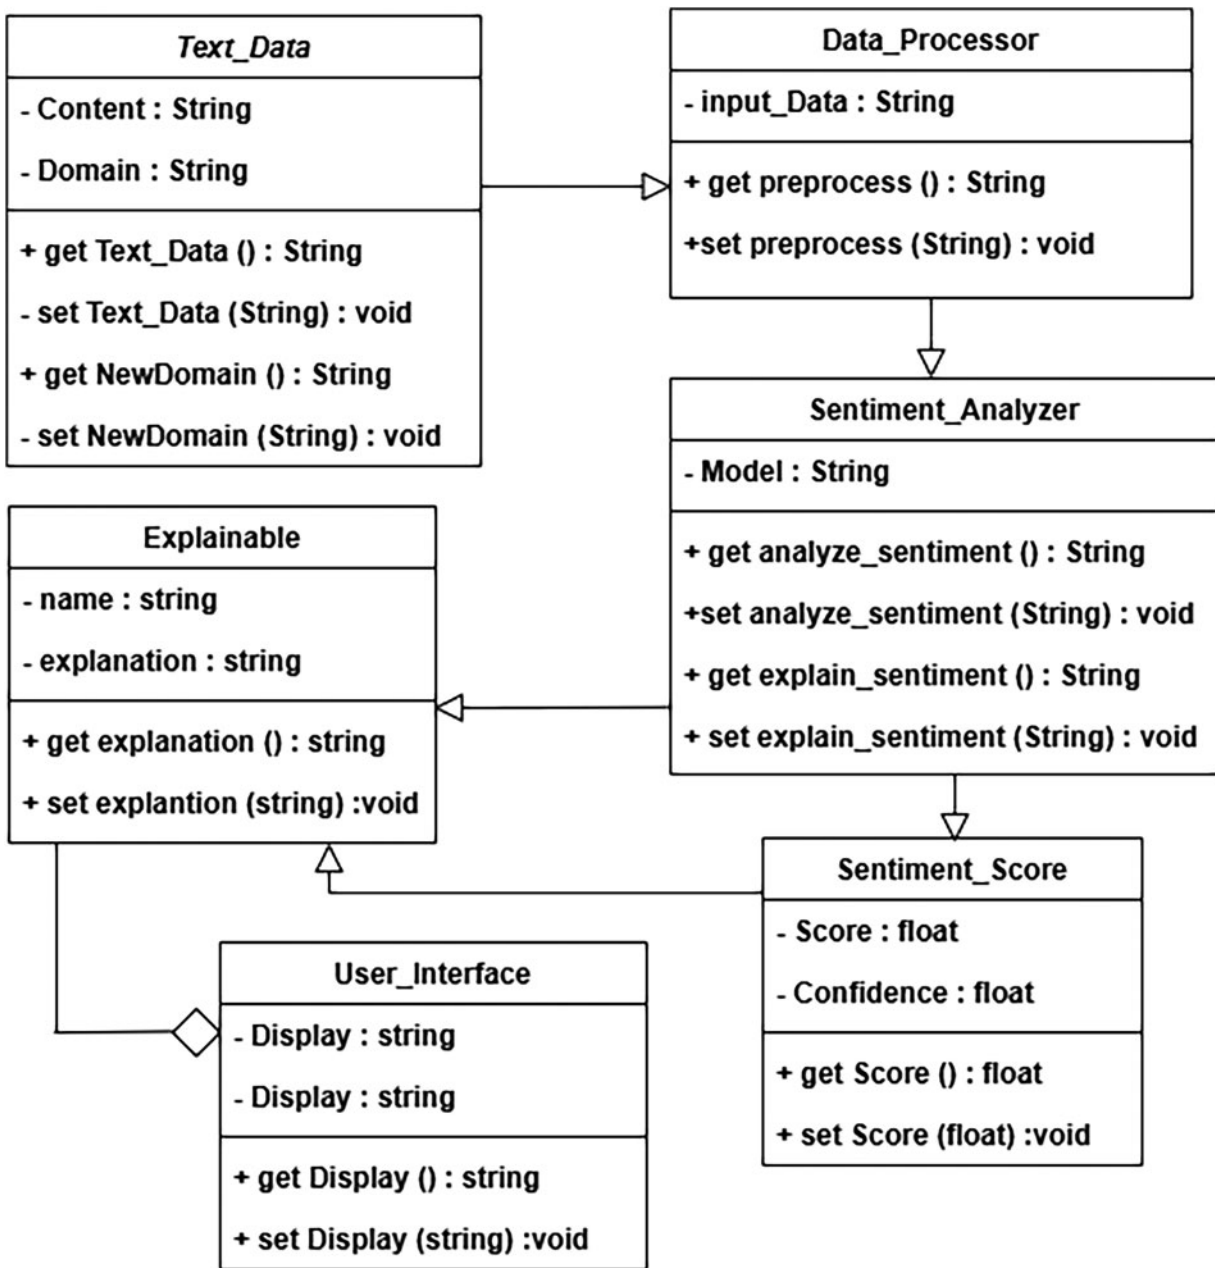 Text_Data
- Content : String
- Domain : String
+ get Text_Data () : String
- set Text_Data (String) : void
+ get NewDomain () : String
- set NewDomain (String) : void
Data_Processor
- input_Data : String
+ get preprocess () : String
+set preprocess (String) : void
Sentiment_Analyzer
- Model : String
+ get analyze_sentiment () : String
+set analyze_sentiment (String) : void
+ get explain_sentiment () : String
+ set explain_sentiment (String) : void
Explainable
- name : string
- explanation : string
+ get explanation () : string
+ set explantion (string) :void
Sentiment_Score
- Score : float
- Confidence : float
+ get Score () : float
+ set Score (float) :void
User_Interface
- Display : string
- Display : string
+ get Display () : string
+ set Display (string) :void